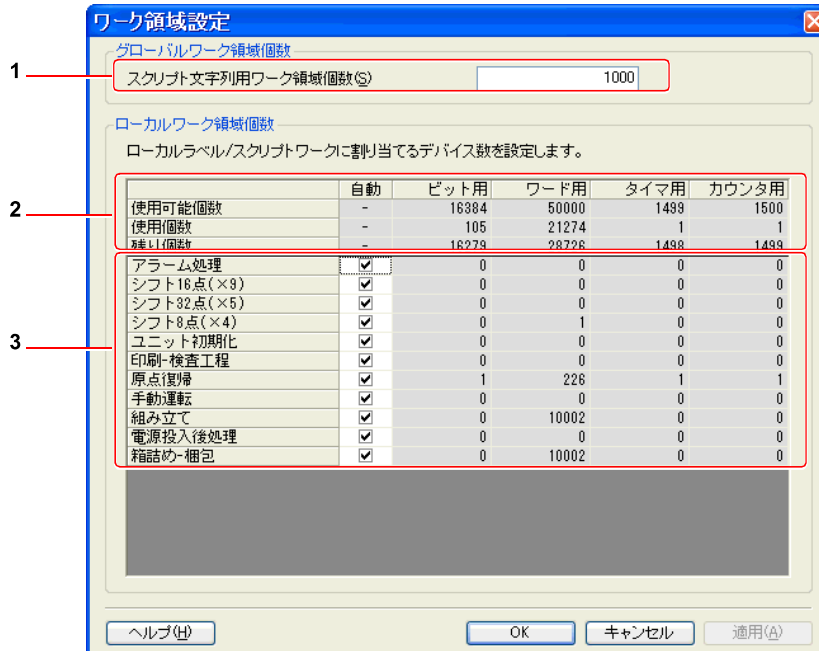 ワーク領域設定
グローバルワーク領域個数
1
スクリプト文字列用ワーク領域個数(S) 1000
ローカルワーク領域個数
ローカルラベル/スクリプトワークに割り当てるデバイス数を設定します。
自動 ビット用 ワード用 タイマ用 カウンタ用
2
使用可能個数 - 16384 50000 1499 1500
使用個数 - 105 21274 1 1
残り個数 - 16279 28726 1498 1499
3
アラーム処理 0 0 0 0
シフト16点(×9) 0 0 0 0
シフト32点(×5) 0 0 0 0
シフト8点(×4) 0 1 0 0
ユニット初期化 0 0 0 0
印刷-検査工程 0 0 0 0
原点復帰 1 226 1 1
手動運転 0 0 0 0
組み立て 0 10002 0 0
電源投入後処理 0 0 0 0
箱詰め-梱包 0 10002 0 0
ヘルプ(H) OK キャンセル 適用(A)